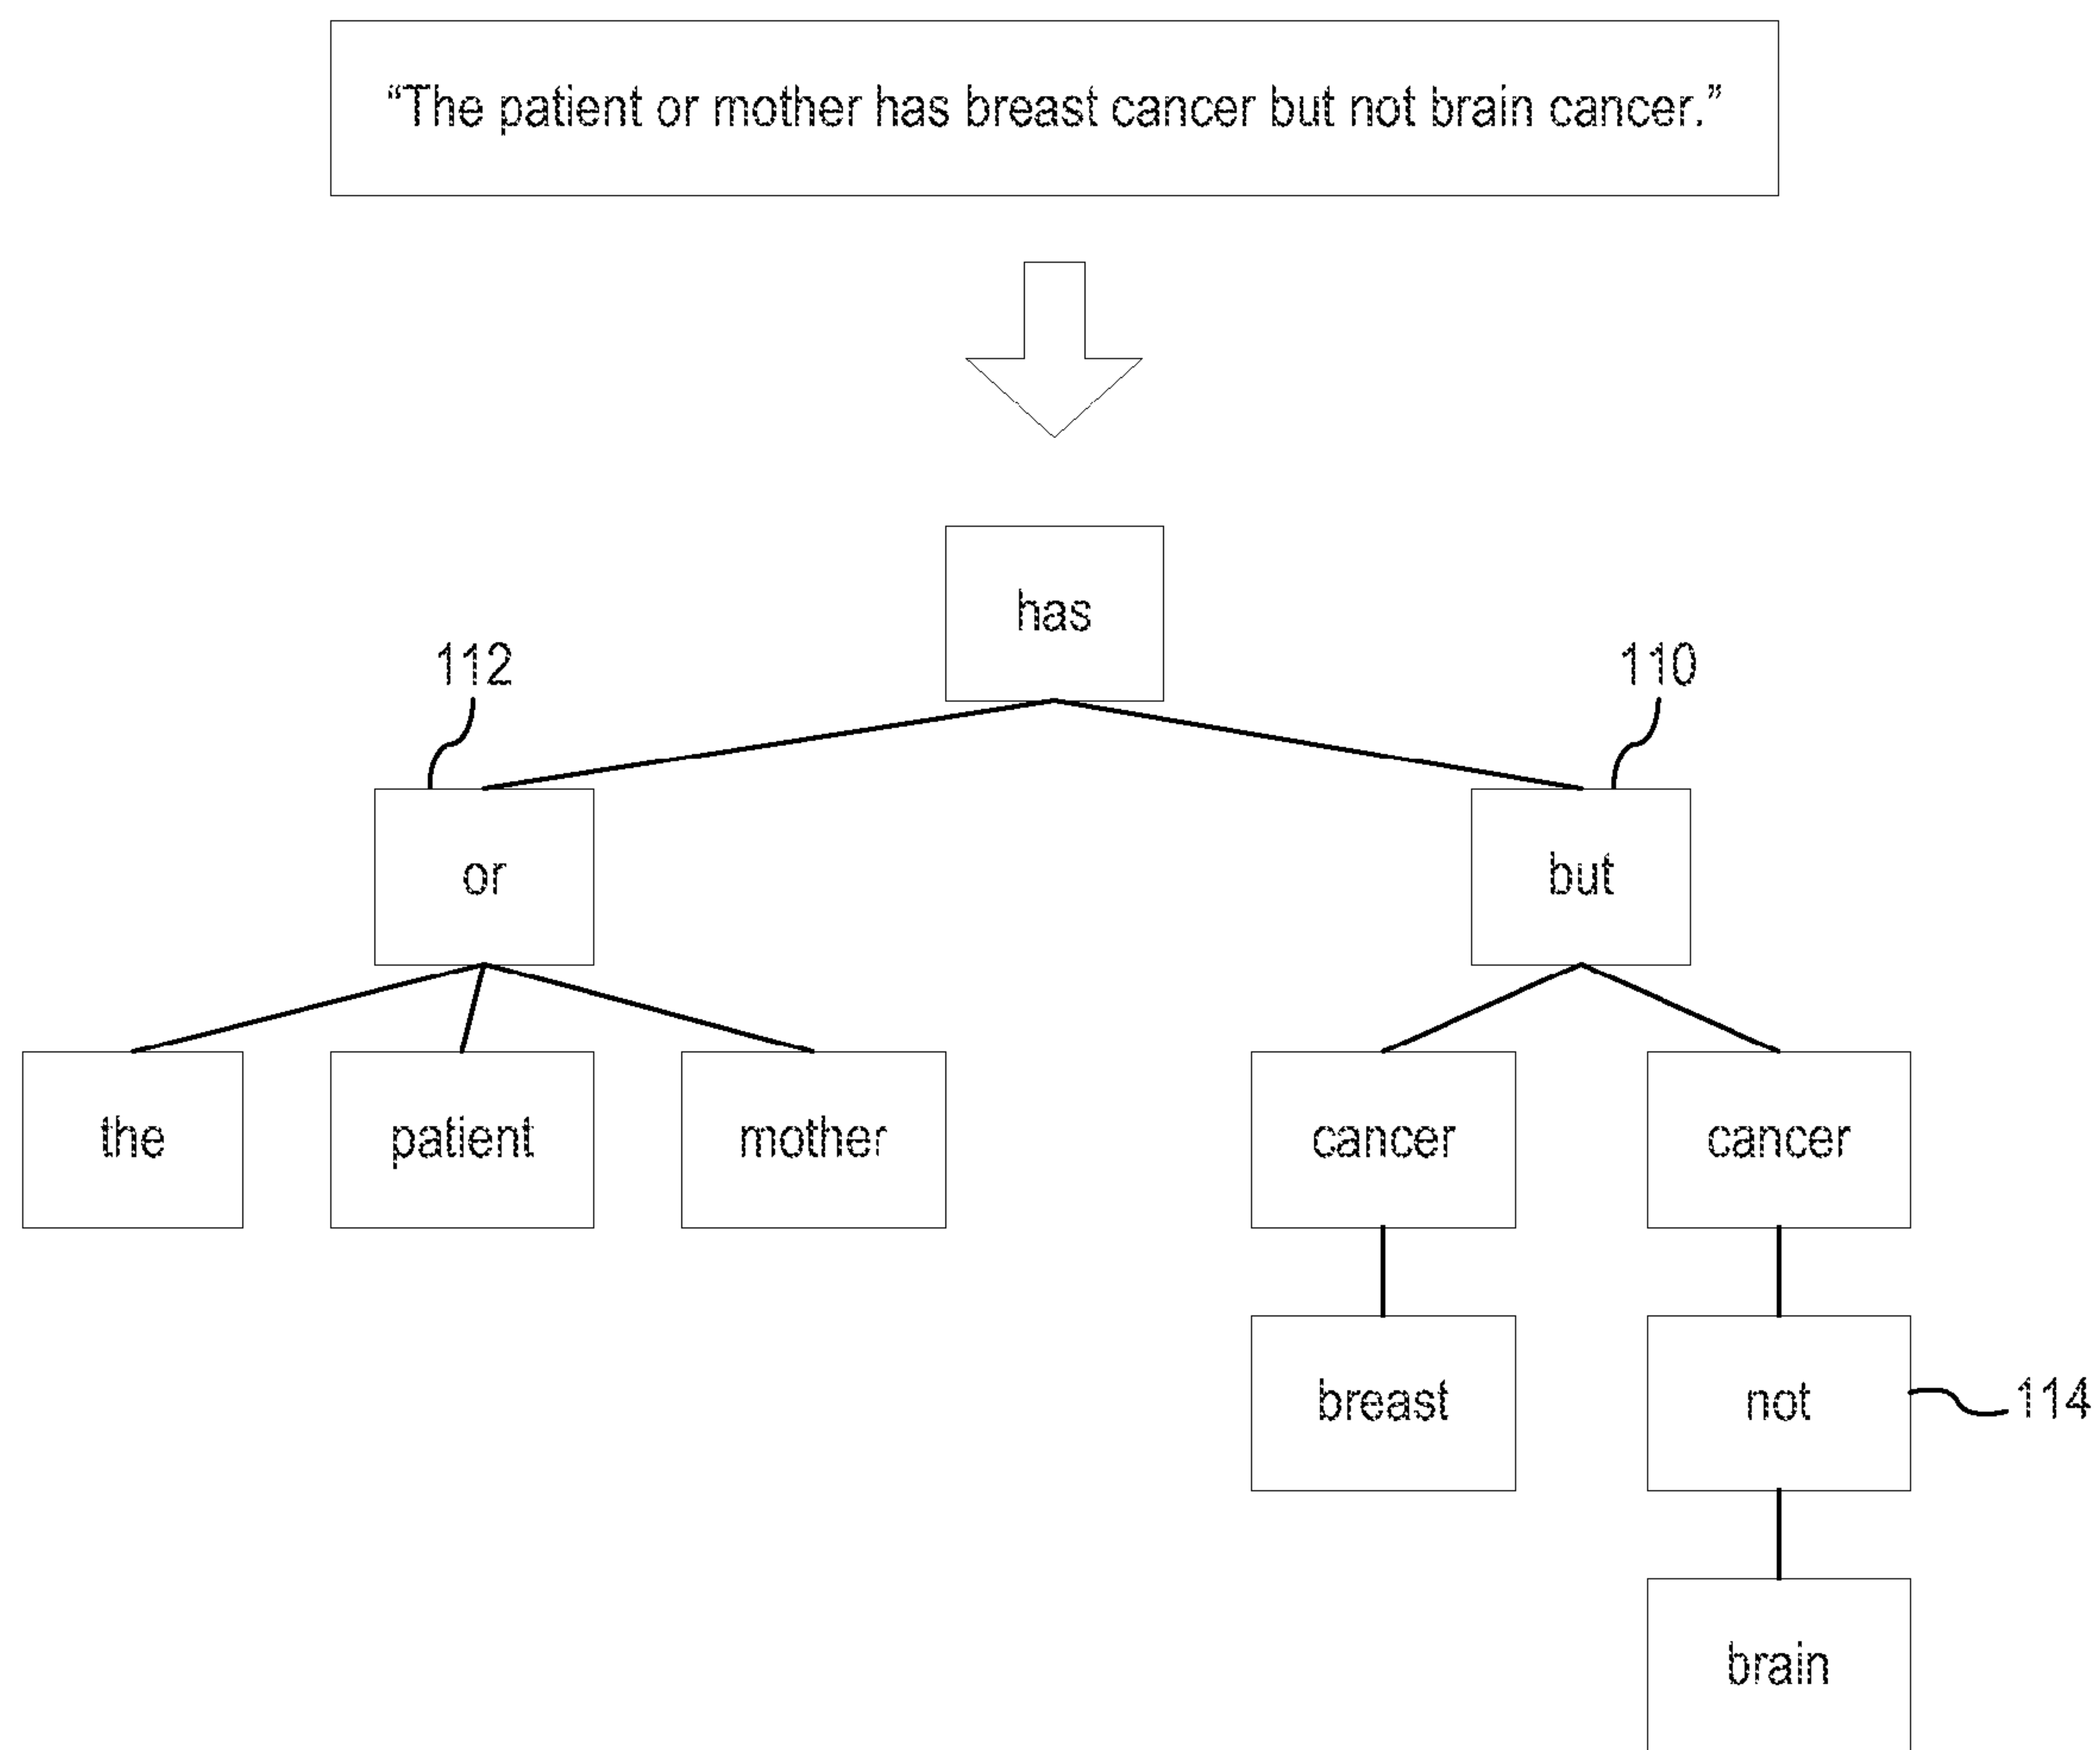 “The patient or mother has breast cancer but not brain cancer.”
has
112
110
or
but
the
patient
mother
cancer
cancer
breast
not
114
brain